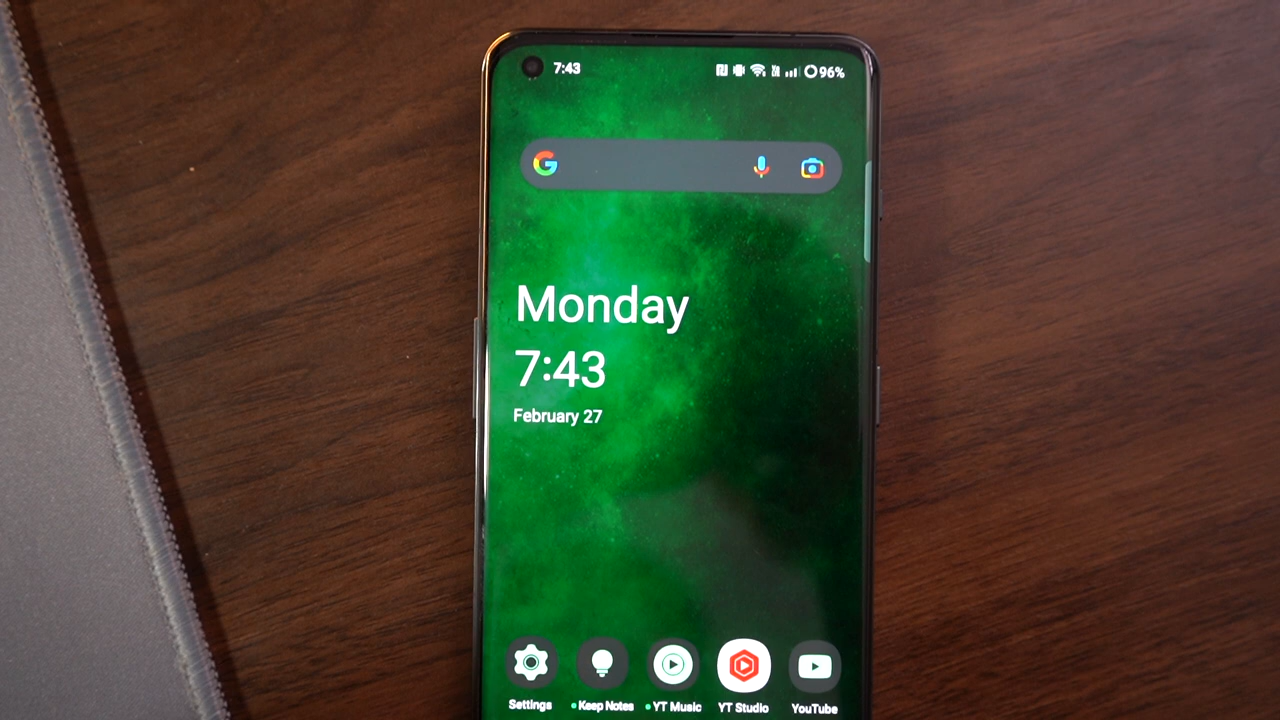 7:43 96%
G
Monday
7:43
February 27
Settings Keep Notes YT Music YT Studio YouTube